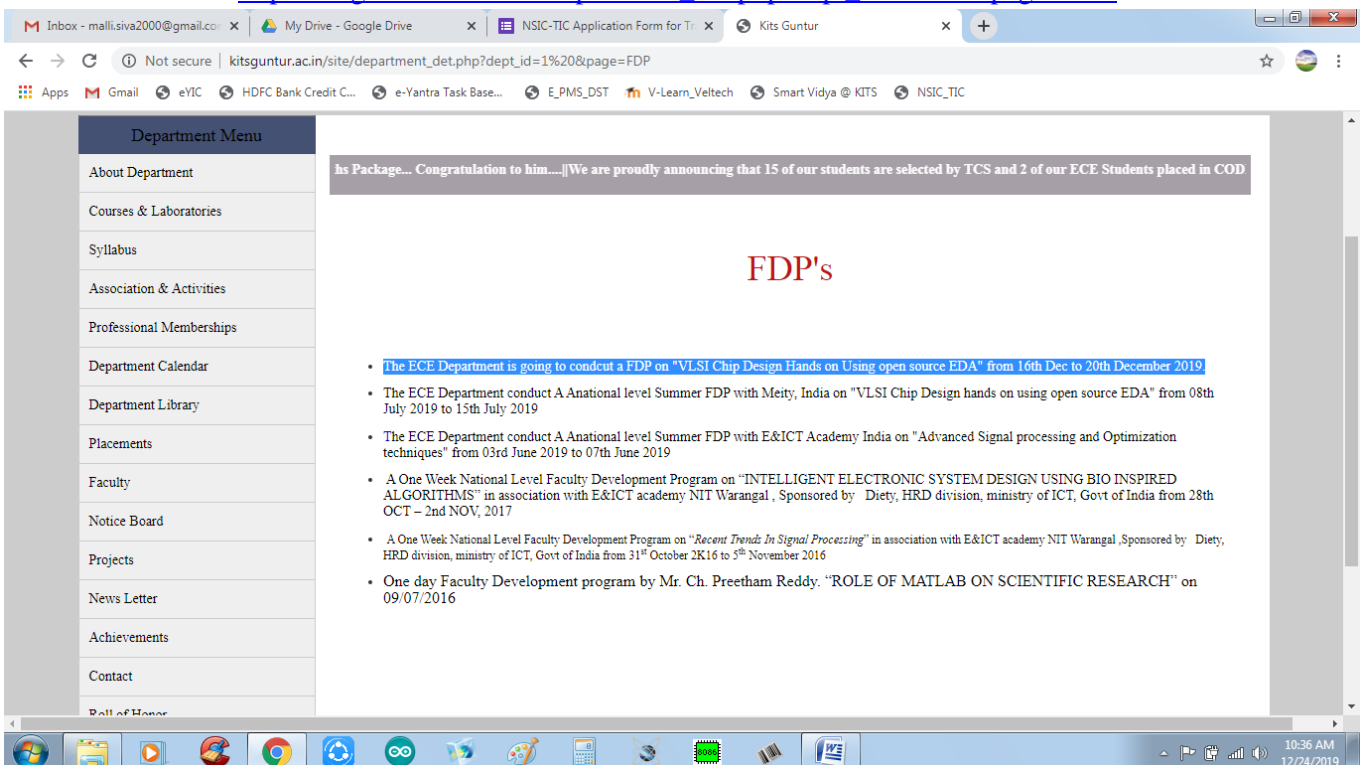 Inbox - malli.siva2000@gmail.co
My Drive - Google Drive
NSIC-TIC Application Form for Tr
Kits Guntur
Not secure | kitsguntur.ac.in/site/department_det.php?dept_id=1%20&page=FDP
Apps
Gmail
eYIC
HDFC Bank Credit C...
e-Yantra Task Base...
E_PMS_DST
V-Learn_Veltech
Smart Vidya @ KITS
NSIC_TIC
Department Menu
About Department
Courses & Laboratories
Syllabus
Association & Activities
Professional Memberships
Department Calendar
Department Library
Placements
Faculty
Notice Board
Projects
News Letter
Achievements
Contact
Roll of Honor
hs Package... Congratulation to him....||We are proudly announcing that 15 of our students are selected by TCS and 2 of our ECE Students placed in COD
FDP's
• The ECE Department is going to condcut a FDP on "VLSI Chip Design Hands on Using open source EDA" from 16th Dec to 20th December 2019.
• The ECE Department conduct A Anational level Summer FDP with Meity, India on "VLSI Chip Design hands on using open source EDA" from 08th
July 2019 to 15th July 2019
• The ECE Department conduct A Anational level Summer FDP with E&ICT Academy India on "Advanced Signal processing and Optimization
techniques" from 03rd June 2019 to 07th June 2019
• A One Week National Level Faculty Development Program on “INTELLIGENT ELECTRONIC SYSTEM DESIGN USING BIO INSPIRED
ALGORITHMS” in association with E&ICT academy NIT Warangal , Sponsored by Diety, HRD division, ministry of ICT, Govt of India from 28th
OCT – 2nd NOV, 2017
• A One Week National Level Faculty Development Program on “Recent Trends In Signal Processing” in association with E&ICT academy NIT Warangal ,Sponsored by Diety,
HRD division, ministry of ICT, Govt of India from 31st October 2K16 to 5th November 2016
• One day Faculty Development program by Mr. Ch. Preetham Reddy. “ROLE OF MATLAB ON SCIENTIFIC RESEARCH” on
09/07/2016
8086
10:36 AM
12/24/2019